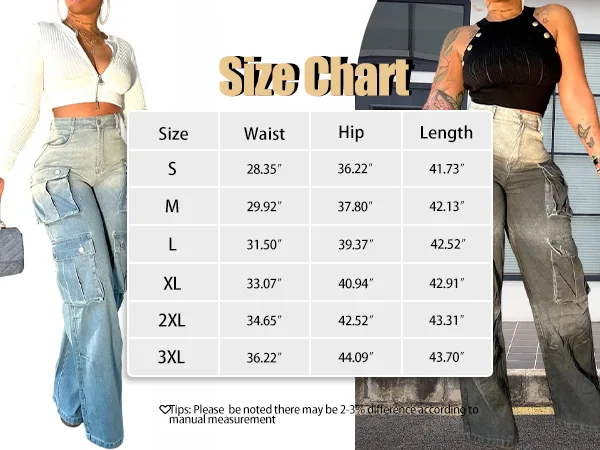 Size Chart
Size Waist Hip Length
S 28.35" 36.22" 41.73"
M 29.92" 37.80" 42.13"
L 31.50" 39.37" 42.52"
XL 33.07" 40.94" 42.91"
2XL 34.65" 42.52" 43.31"
3XL 36.22" 44.09" 43.70"
♡Tips: Please be noted there may be 2-3% difference according to
manual measurement